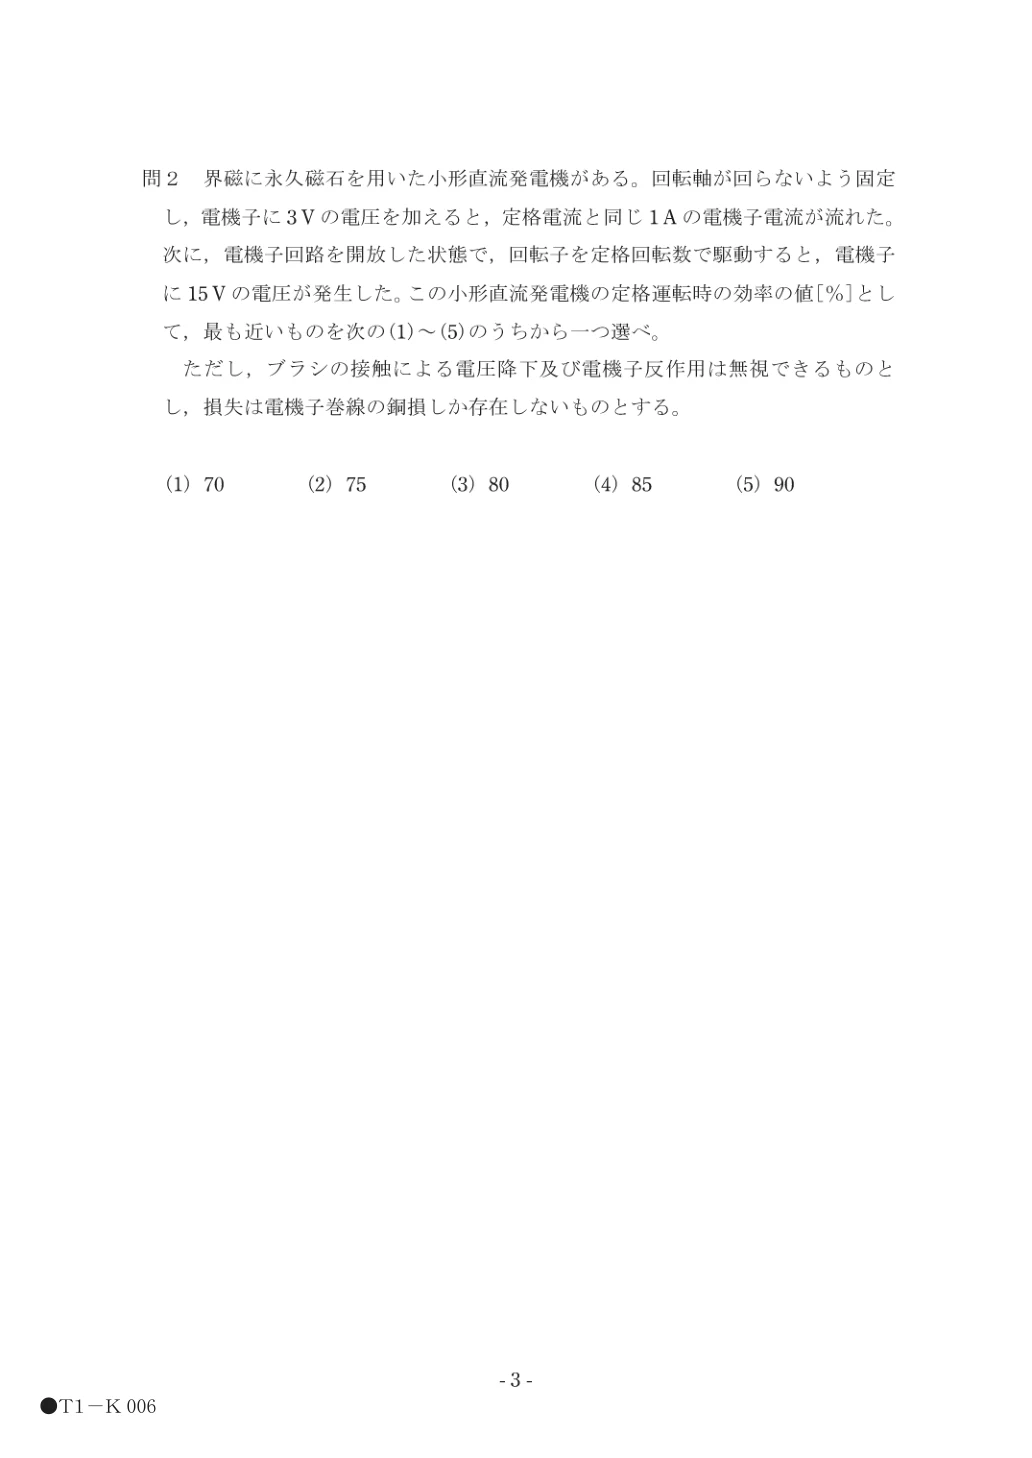 問２　界磁に永久磁石を用いた小形直流発電機がある。回転軸が回らないよう固定
し，電機子に 3 V の電圧を加えると，定格電流と同じ 1 A の電機子電流が流れた。
次に，電機子回路を開放した状態で，回転子を定格回転数で駆動すると，電機子
に 15 V の電圧が発生した。この小形直流発電機の定格運転時の効率の値［％］とし
て，最も近いものを次の(1)～(5)のうちから一つ選べ。
ただし，ブラシの接触による電圧降下及び電機子反作用は無視できるものと
し，損失は電機子巻線の銅損しか存在しないものとする。
(1) 70　(2) 75　(3) 80　(4) 85　(5) 90
- 3 -
●T1－K 006